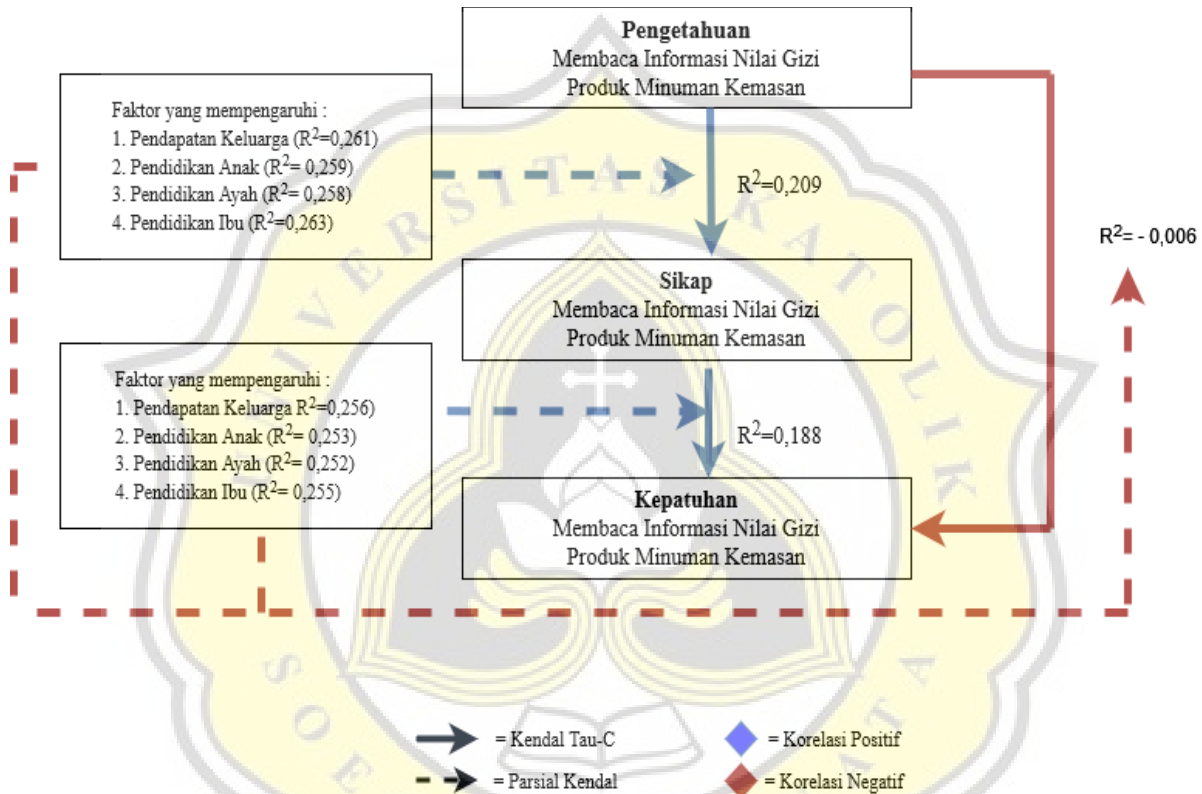 Pengetahuan
Membaca Informasi Nilai Gizi
Produk Minuman Kemasan
Faktor yang mempengaruhi :
1. Pendapatan Keluarga (R²=0,261)
2. Pendidikan Anak (R²= 0,259)
3. Pendidikan Ayah (R²= 0,258)
4. Pendidikan Ibu (R²=0,263)
R²=0,209
R²= - 0,006
Sikap
Membaca Informasi Nilai Gizi
Produk Minuman Kemasan
Faktor yang mempengaruhi :
1. Pendapatan Keluarga R²=0,256)
2. Pendidikan Anak (R²= 0,253)
3. Pendidikan Ayah (R²= 0,252)
4. Pendidikan Ibu (R²= 0,255)
R²=0,188
Kepatuhan
Membaca Informasi Nilai Gizi
Produk Minuman Kemasan
= Kendal Tau-C
= Korelasi Positif
= Parsial Kendal
= Korelasi Negatif
UNIVERSITAS KATOLIK
SOE
ATA